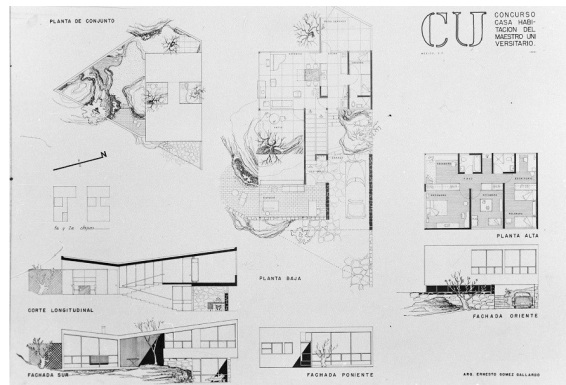 PLANTA DE CONJUNTO
CU
CONCURSO
CASA HABI-
TACION DEL
MAESTRO UNI
VERSITARIO.
N
PLANTA ALTA
PLANTA BAJA
CORTE LONGITUDINAL
FACHADA ORIENTE
FACHADA SUR
FACHADA PONIENTE
ARQ. ERNESTO GOMEZ GALLARDO